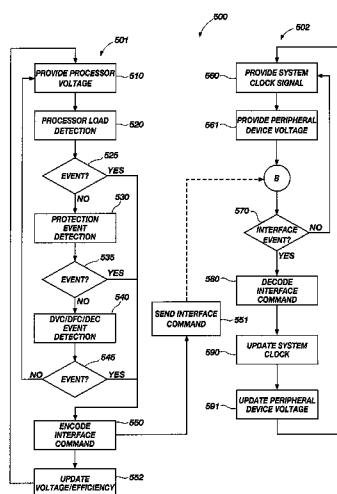 500
501
PROVIDE PROCESSOR
VOLTAGE
510
PROCESSOR LOAD
DETECTION
520
525
EVENT?
YES
NO
530
PROTECTION
EVENT
DETECTION
535
EVENT?
YES
NO
540
DVC/DFC/DEC
EVENT
DETECTION
545
NO
EVENT?
YES
ENCODE
INTERFACE
COMMAND
550
UPDATE
VOLTAGE/EFFICIENCY
552
SEND INTERFACE
COMMAND
551
502
560
PROVIDE SYSTEM
CLOCK SIGNAL
561
PROVIDE PERIPHERAL
DEVICE VOLTAGE
B
570
INTERFACE
EVENT?
NO
YES
580
DECODE
INTERFACE
COMMAND
590
UPDATE SYSTEM
CLOCK
591
UPDATE PERIPHERAL
DEVICE VOLTAGE